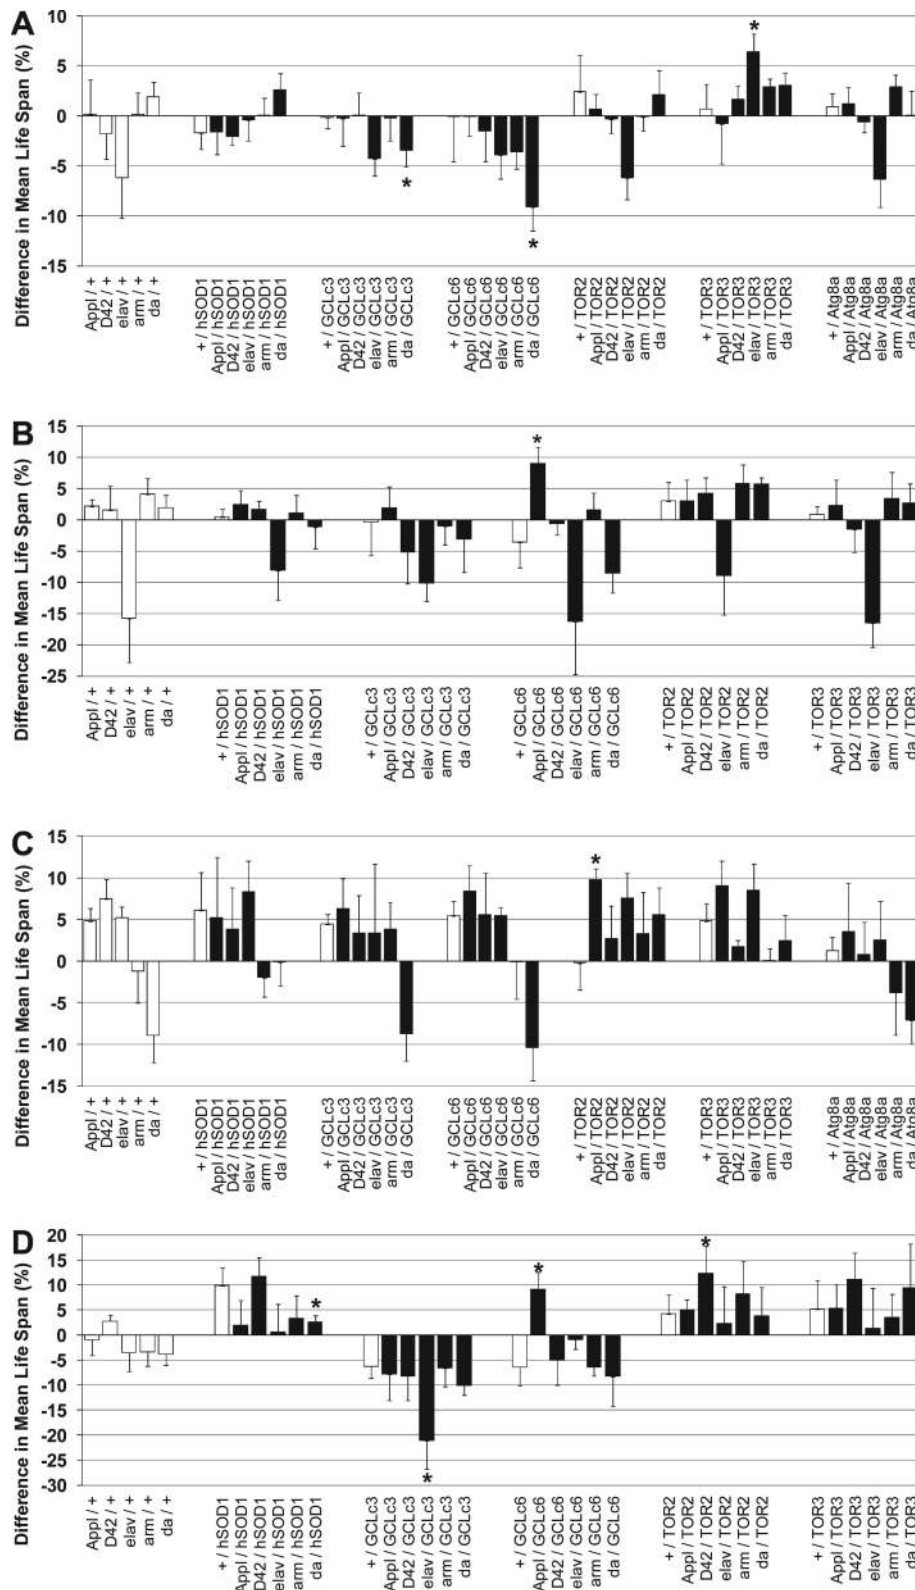 A
Difference in Mean Life Span (%)
10
5
0
-5
-10
-15
*
*
*
Appl / +
D42 / +
elav / +
arm / +
da / +
+ / hSOD1
Appl / hSOD1
D42 / hSOD1
elav / hSOD1
arm / hSOD1
da / hSOD1
+ / GCLc3
Appl / GCLc3
D42 / GCLc3
elav / GCLc3
arm / GCLc3
da / GCLc3
+ / GCLc6
Appl / GCLc6
D42 / GCLc6
elav / GCLc6
arm / GCLc6
da / GCLc6
+ / TOR2
Appl / TOR2
D42 / TOR2
elav / TOR2
arm / TOR2
da / TOR2
+ / TOR3
Appl / TOR3
D42 / TOR3
elav / TOR3
arm / TOR3
da / TOR3
+ / Atg8a
Appl / Atg8a
D42 / Atg8a
elav / Atg8a
arm / Atg8a
da / Atg8a
B
Difference in Mean Life Span (%)
15
10
5
0
-5
-10
-15
-20
-25
*
Appl / +
D42 / +
elav / +
arm / +
da / +
+ / hSOD1
Appl / hSOD1
D42 / hSOD1
elav / hSOD1
arm / hSOD1
da / hSOD1
+ / GCLc3
Appl / GCLc3
D42 / GCLc3
elav / GCLc3
arm / GCLc3
da / GCLc3
+ / GCLc6
Appl / GCLc6
D42 / GCLc6
elav / GCLc6
arm / GCLc6
da / GCLc6
+ / TOR2
Appl / TOR2
D42 / TOR2
elav / TOR2
arm / TOR2
da / TOR2
+ / TOR3
Appl / TOR3
D42 / TOR3
elav / TOR3
arm / TOR3
da / TOR3
C
Difference in Mean Life Span (%)
15
10
5
0
-5
-10
-15
*
Appl / +
D42 / +
elav / +
arm / +
da / +
+ / hSOD1
Appl / hSOD1
D42 / hSOD1
elav / hSOD1
arm / hSOD1
da / hSOD1
+ / GCLc3
Appl / GCLc3
D42 / GCLc3
elav / GCLc3
arm / GCLc3
da / GCLc3
+ / GCLc6
Appl / GCLc6
D42 / GCLc6
elav / GCLc6
arm / GCLc6
da / GCLc6
+ / TOR2
Appl / TOR2
D42 / TOR2
elav / TOR2
arm / TOR2
da / TOR2
+ / TOR3
Appl / TOR3
D42 / TOR3
elav / TOR3
arm / TOR3
da / TOR3
+ / Atg8a
Appl / Atg8a
D42 / Atg8a
elav / Atg8a
arm / Atg8a
da / Atg8a
D
Difference in Mean Life Span (%)
20
15
10
5
0
-5
-10
-15
-20
-25
-30
*
*
*
*
Appl / +
D42 / +
elav / +
arm / +
da / +
+ / hSOD1
Appl / hSOD1
D42 / hSOD1
elav / hSOD1
arm / hSOD1
da / hSOD1
+ / GCLc3
Appl / GCLc3
D42 / GCLc3
elav / GCLc3
arm / GCLc3
da / GCLc3
+ / GCLc6
Appl / GCLc6
D42 / GCLc6
elav / GCLc6
arm / GCLc6
da / GCLc6
+ / TOR2
Appl / TOR2
D42 / TOR2
elav / TOR2
arm / TOR2
da / TOR2
+ / TOR3
Appl / TOR3
D42 / TOR3
elav / TOR3
arm / TOR3
da / TOR3